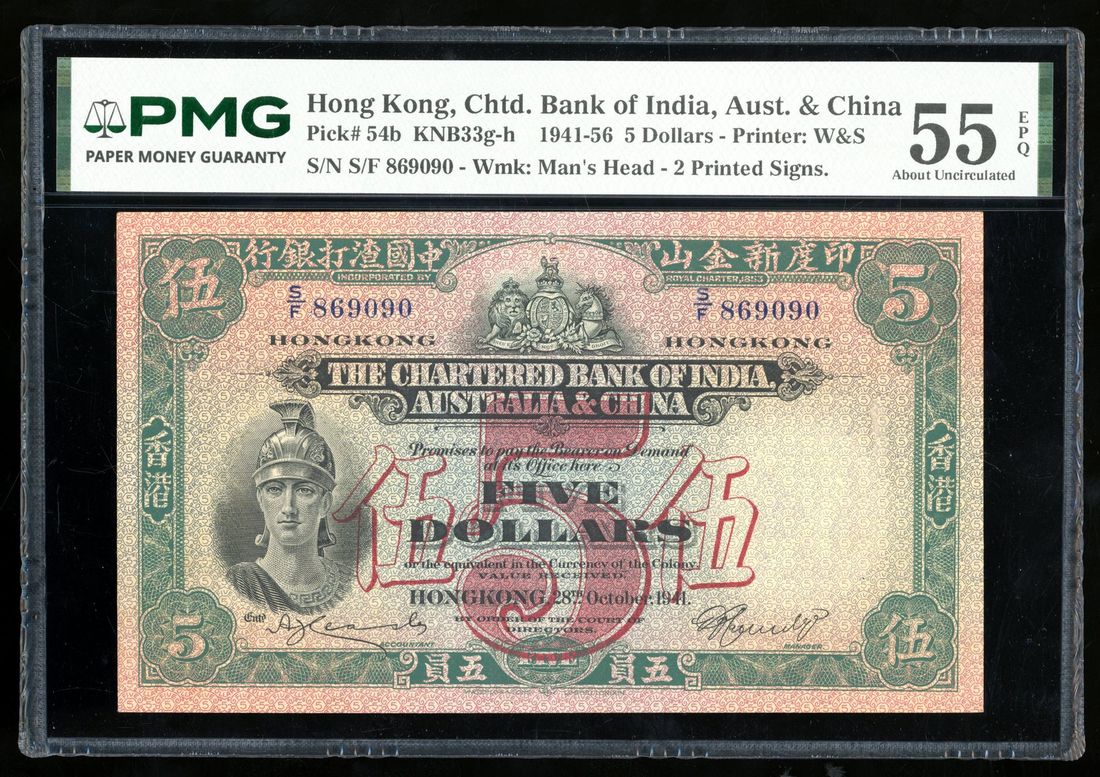 PMG
PAPER MONEY GUARANTY
Hong Kong, Chtd. Bank of India, Aust. & China
Pick# 54b KNB33g-h 1941-56 5 Dollars - Printer: W&S
S/N S/F 869090 - Wmk: Man's Head - 2 Printed Signs.
55 EPQ
About Uncirculated
行銀打渣國中 山金新度印
伍 5
INCORPORATED BY ROYAL CHARTER, 1853
S/F 869090 S/F 869090
HONGKONG HONGKONG
THE CHARTERED BANK OF INDIA,
AUSTRALIA & CHINA
香港 香港
Promises to pay the Bearer on Demand
at its Office here
伍 5 伍
FIVE
DOLLARS
or the equivalent in the Currency of the Colony.
VALUE RECEIVED.
HONGKONG, 28TH October, 1941.
BY ORDER OF THE COURT OF
DIRECTORS.
Entd
ACCOUNTANT MANAGER
5 伍
員五 FIVE 員五